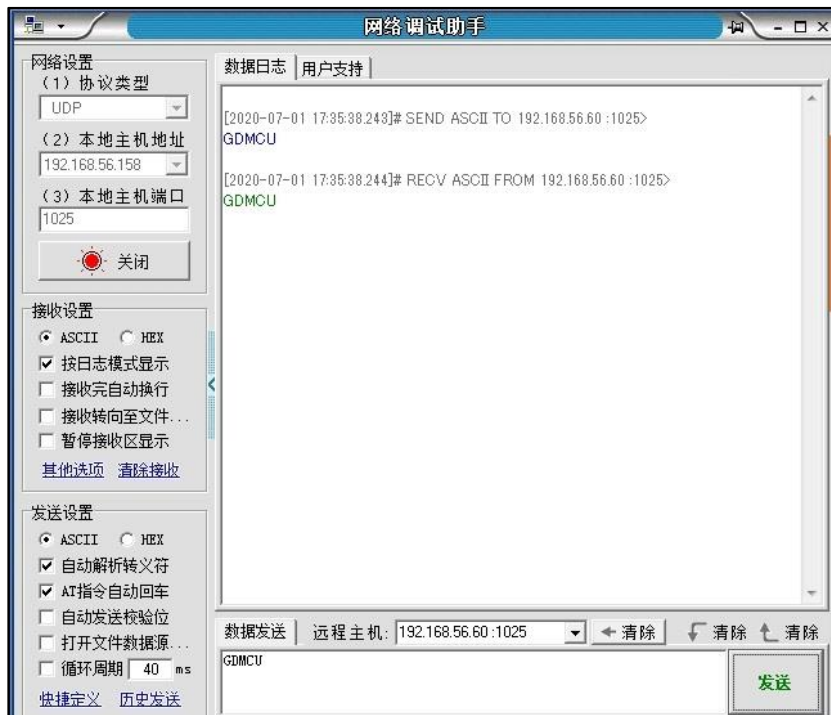 网络调试助手
网络设置
(1) 协议类型
UDP
(2) 本地主机地址
192.168.56.158
(3) 本地主机端口
1025
关闭
接收设置
ASCII HEX
按日志模式显示
接收完自动换行
接收转向至文件...
暂停接收区显示
其他选项 清除接收
发送设置
ASCII HEX
自动解析转义符
AT指令自动回车
自动发送校验位
打开文件数据源...
循环周期 40 ms
快捷定义 历史发送
数据日志 用户支持
[2020-07-01 17:35:38.243]# SEND ASCII TO 192.168.56.60 :1025>
GDMCU
[2020-07-01 17:35:38.244]# RECV ASCII FROM 192.168.56.60 :1025>
GDMCU
数据发送 远程主机: 192.168.56.60 :1025 清除 清除 清除
GDMCU
发送